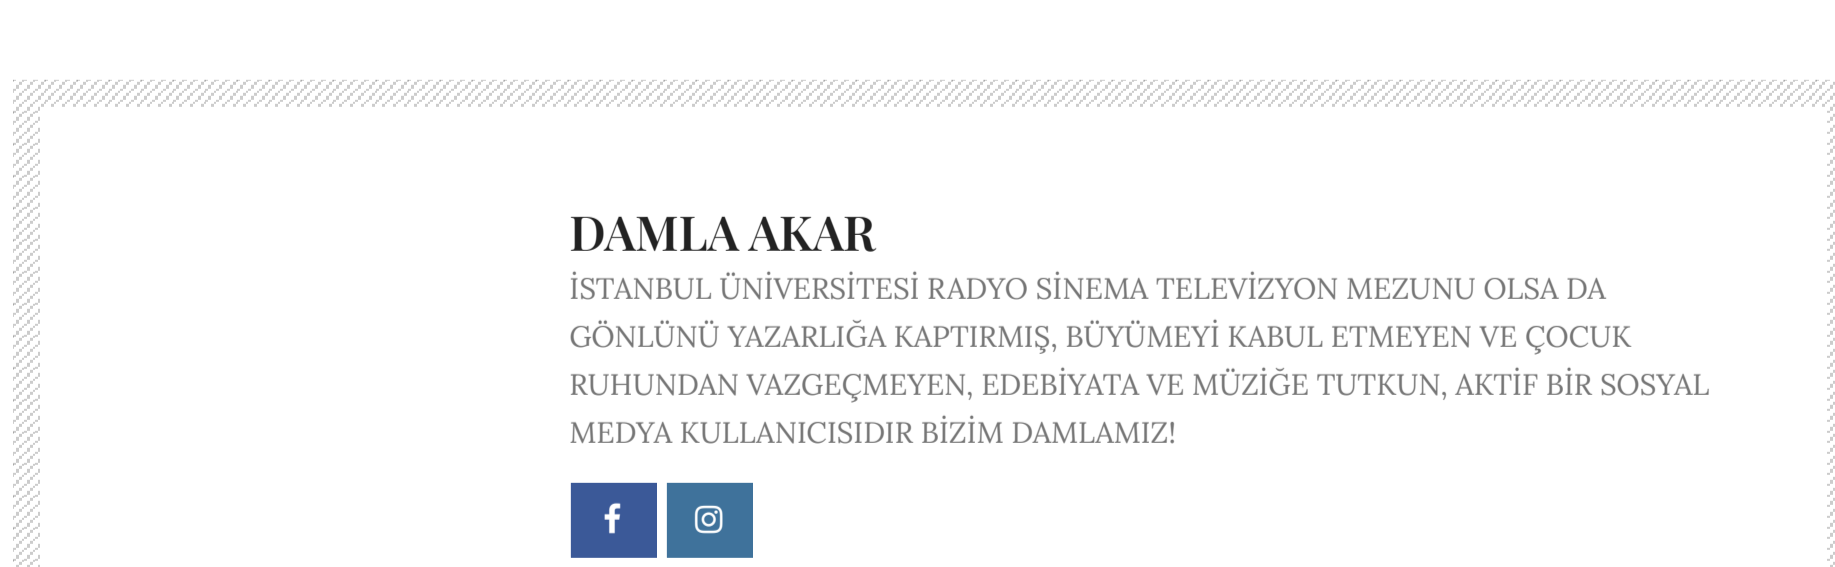 DAMLA AKAR
İSTANBUL ÜNİVERSİTESİ RADYO SİNEMA TELEVİZYON MEZUNU OLSA DA
GÖNLÜNÜ YAZARLIĞA KAPTIRMIŞ, BÜYÜMEYİ KABUL ETMEYEN VE ÇOCUK
RUHUNDAN VAZGEÇMEYEN, EDEBİYATA VE MÜZİĞE TUTKUN, AKTİF BİR SOSYAL
MEDYA KULLANICISIDIR BİZİM DAMLAMIZ!